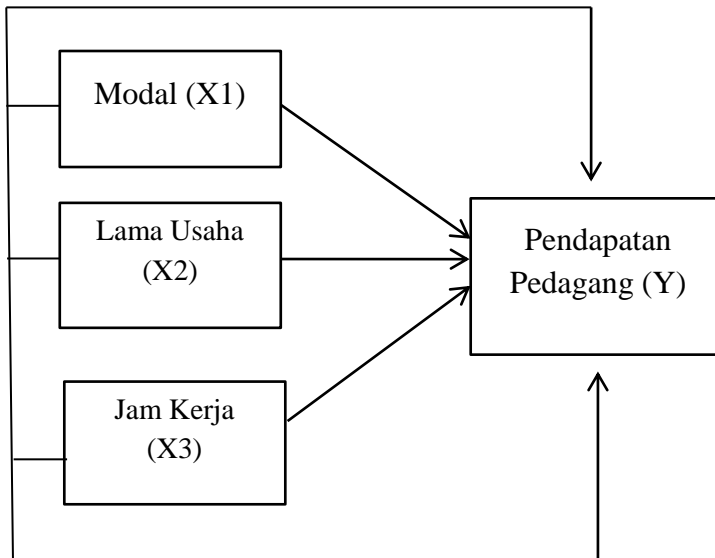 Modal (X1)
Lama Usaha
(X2)
Jam Kerja
(X3)
Pendapatan
Pedagang (Y)